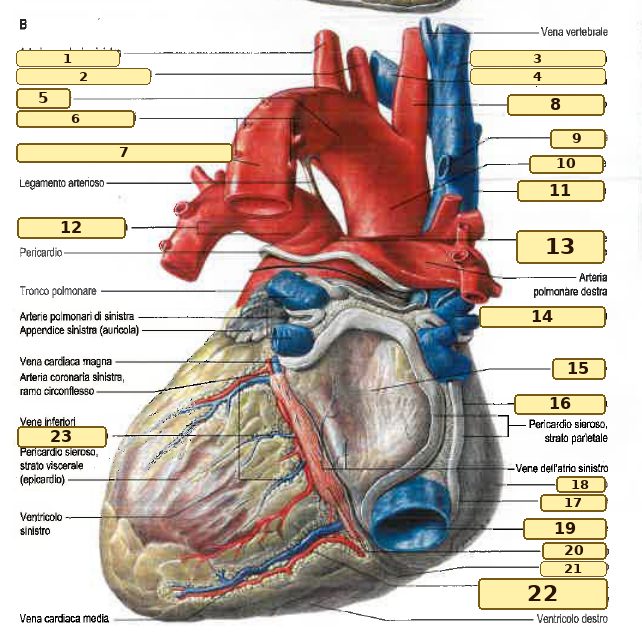 B
Vena vertebrale
1
2
3
4
5
6
7
8
9
10
11
Legamento arterioso
12
13
Pericardio
Arteria
polmonare destra
Tronco polmonare
Arterie polmonari di sinistra
Appendice sinistra (auricola)
14
Vena cardiaca magna
Arteria coronaria sinistra,
ramo circonflesso
15
16
Vene inferiori
23
Pericardio sieroso,
strato parietale
Pericardio sieroso,
strato viscerale
(epicardio)
Vene dell'atrio sinistro
18
17
Ventricolo
sinistro
19
20
21
22
Vena cardiaca media
Ventricolo destro